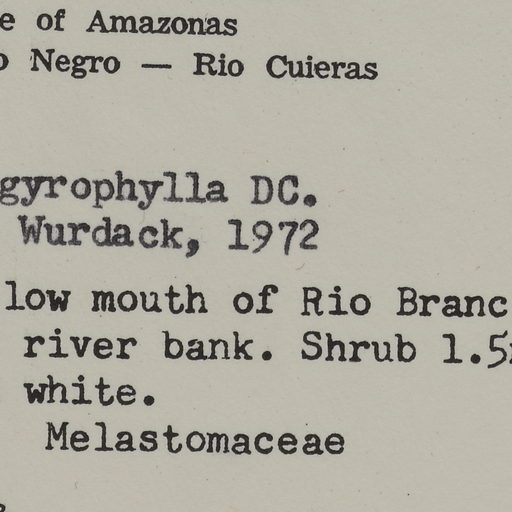 e of Amazonas
o Negro — Rio Cuieras
gyrophylla DC.
Wurdack, 1972
low mouth of Rio Branc
river bank. Shrub 1.5
white.
Melastomaceae